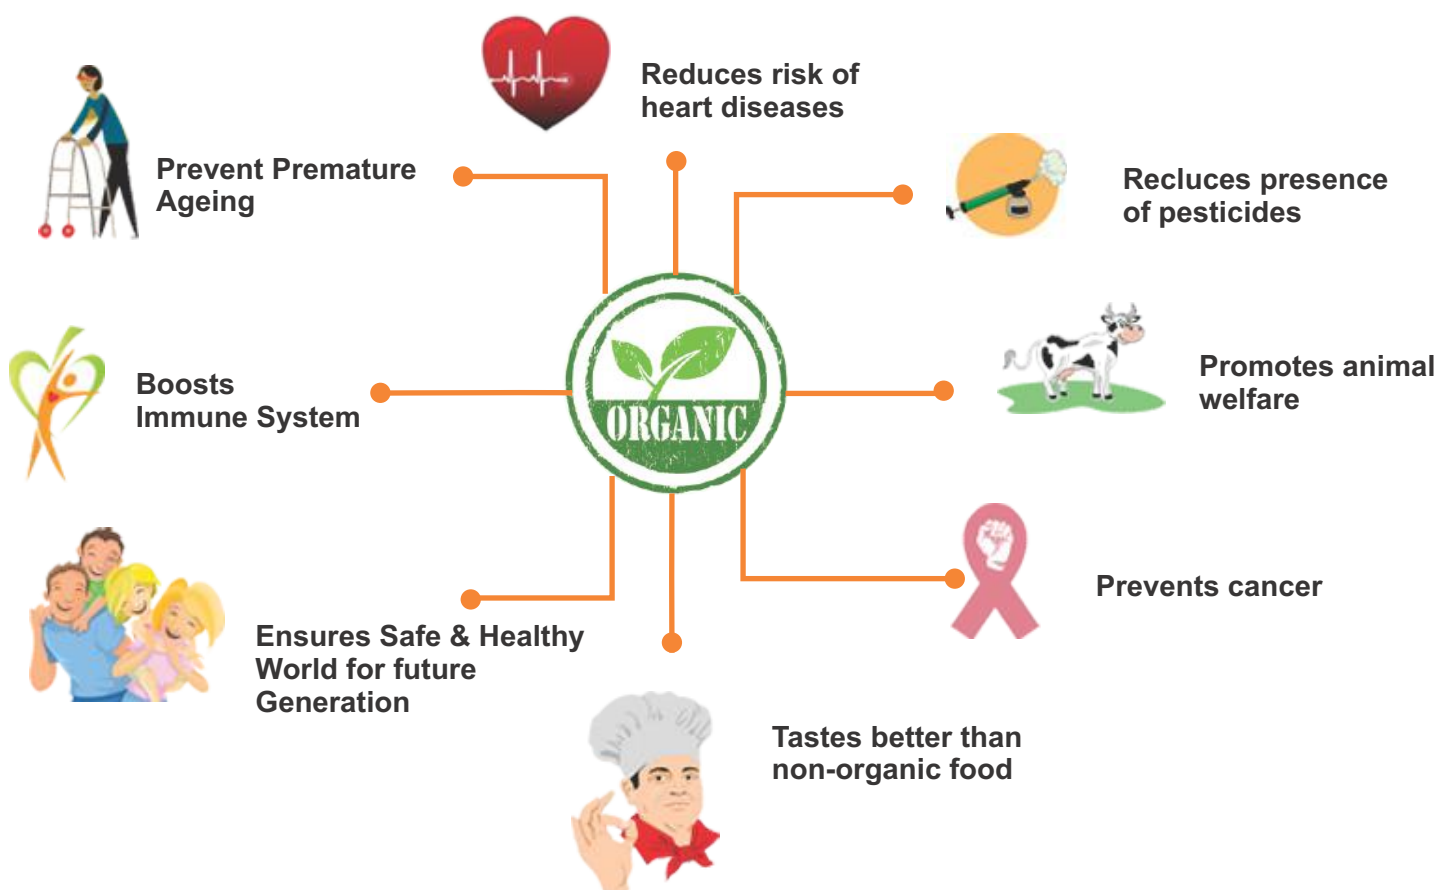 Reduces risk of
heart diseases
Prevent Premature
Ageing
Recluces presence
of pesticides
Boosts
Immune System
ORGANIC
Promotes animal
welfare
Prevents cancer
Ensures Safe & Healthy
World for future
Generation
Tastes better than
non-organic food